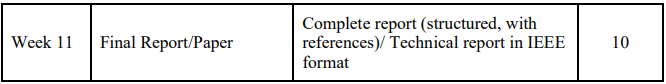 Week 11
Final Report/Paper
Complete report (structured, with
references)/ Technical report in IEEE
format
10